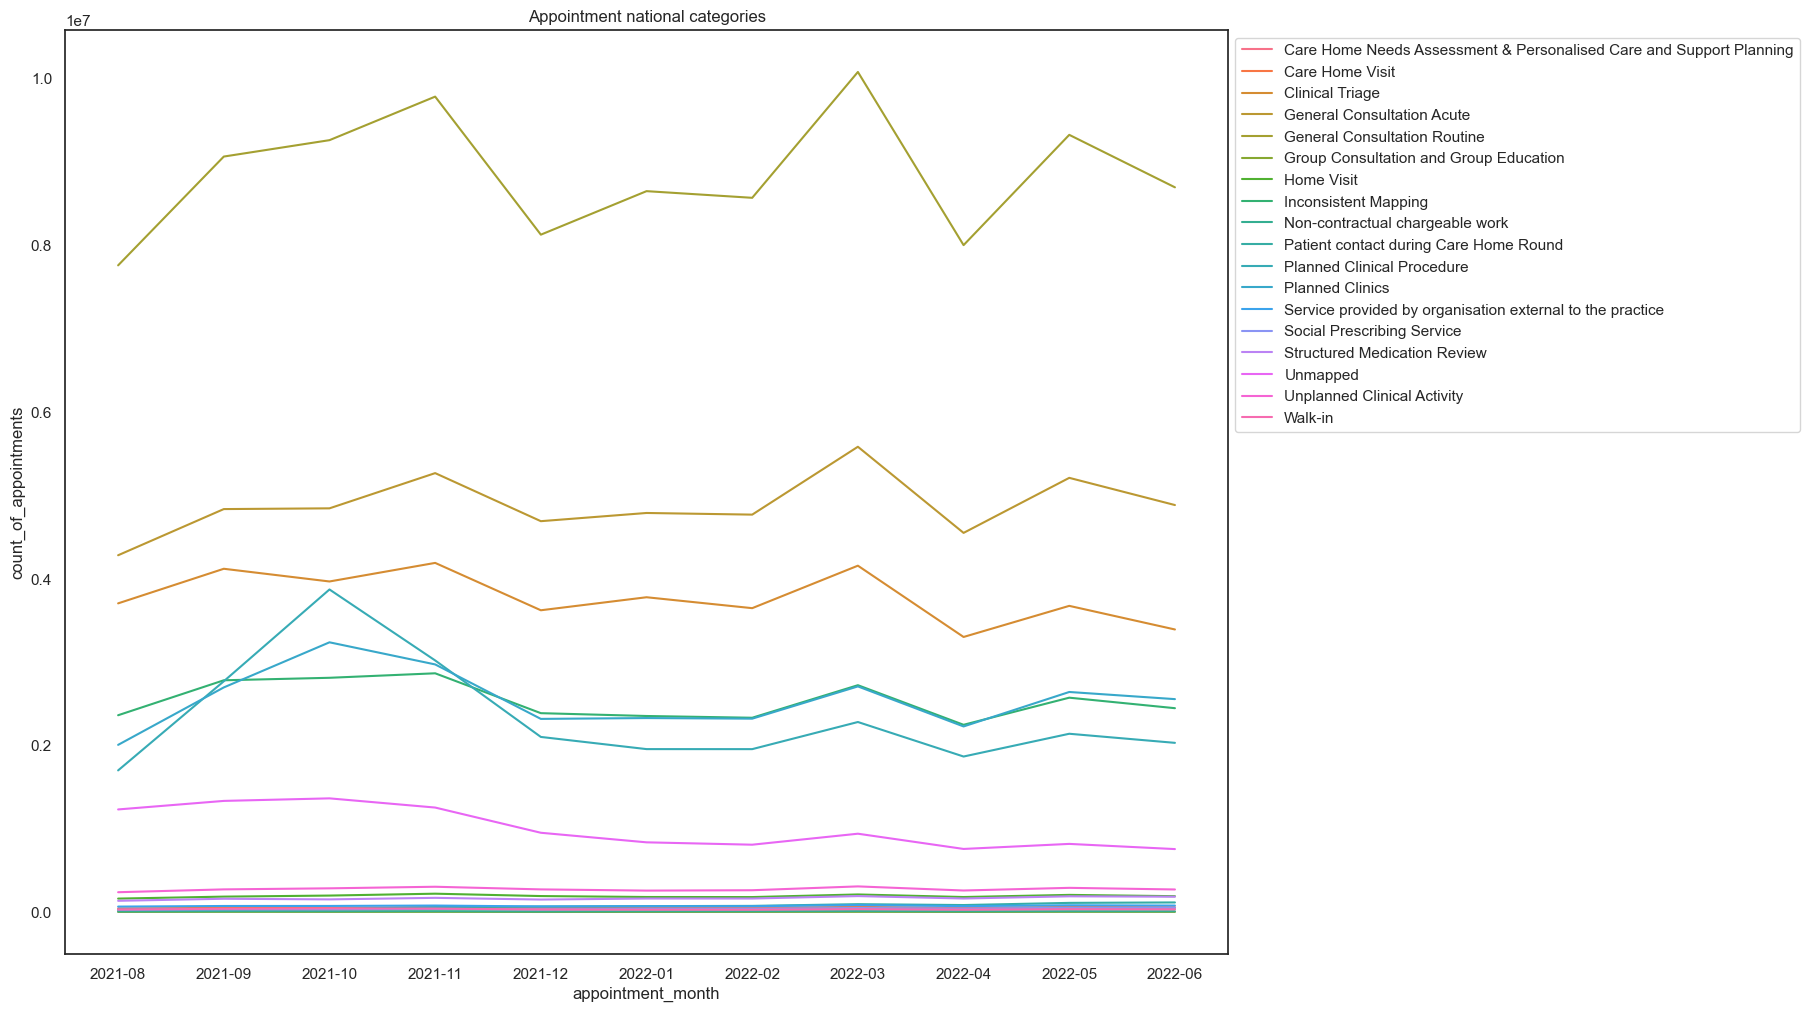 Appointment national categories
1e7
1.0
0.8
0.6
0.4
0.2
0.0
count_of_appointments
2021-08 2021-09 2021-10 2021-11 2021-12 2022-01 2022-02 2022-03 2022-04 2022-05 2022-06
appointment_month
Care Home Needs Assessment & Personalised Care and Support Planning
Care Home Visit
Clinical Triage
General Consultation Acute
General Consultation Routine
Group Consultation and Group Education
Home Visit
Inconsistent Mapping
Non-contractual chargeable work
Patient contact during Care Home Round
Planned Clinical Procedure
Planned Clinics
Service provided by organisation external to the practice
Social Prescribing Service
Structured Medication Review
Unmapped
Unplanned Clinical Activity
Walk-in